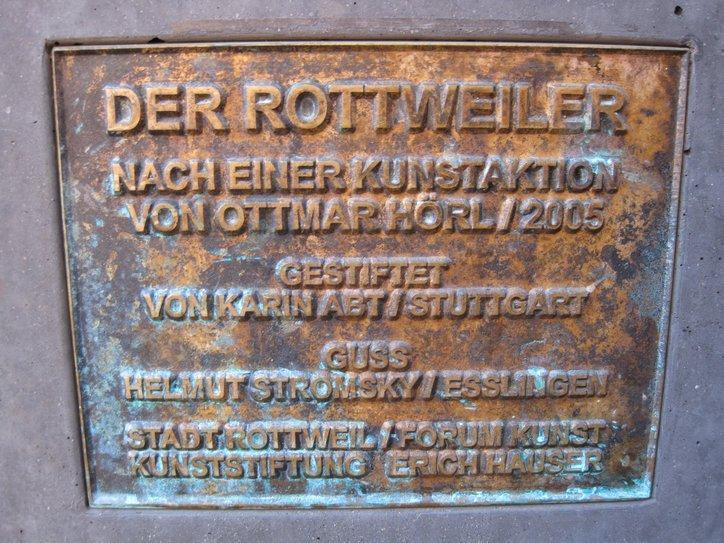 DER ROTTWEILER
NACH EINER KUNSTAKTION
VON OTTMAR HÖRL / 2005
GESTIFTET
VON KARIN ABT / STUTTGART
GUSS
HELMUT STROMSKY / ESSLINGEN
STADT ROTTWEIL / FORUM KUNST
KUNSTSTIFTUNG ERICH HAUSER